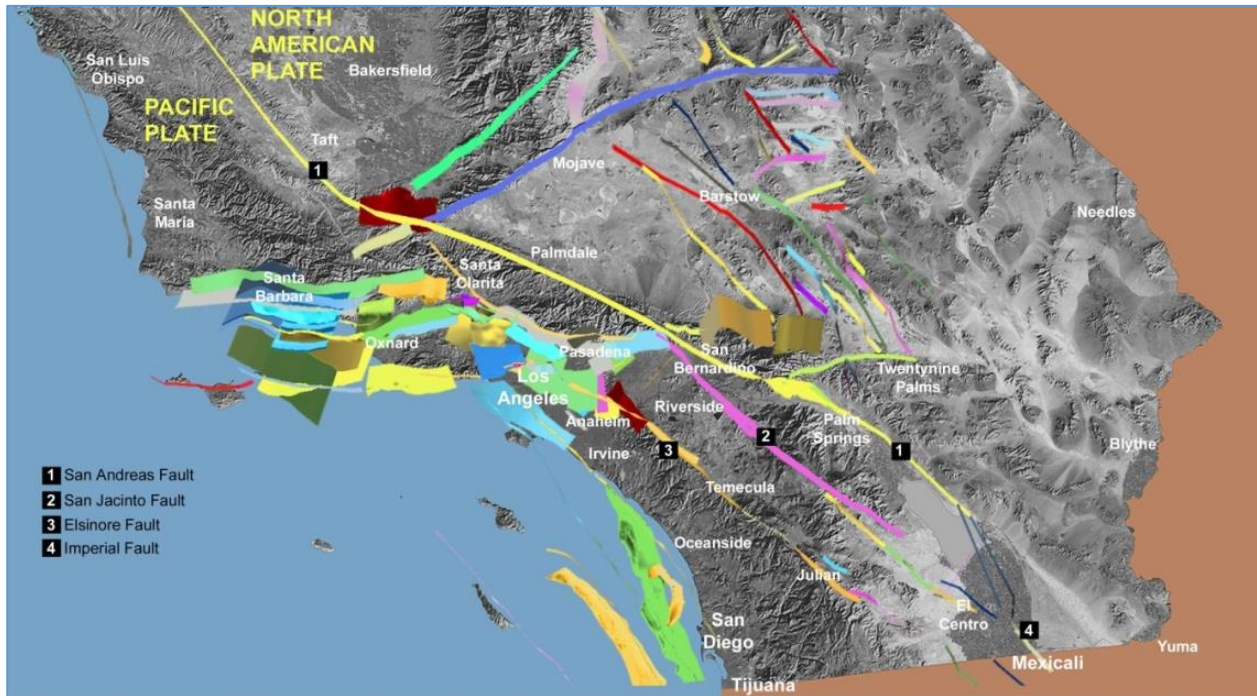 NORTH
AMERICAN
PLATE
San Luis
Obispo
Bakersfield
PACIFIC
PLATE
Taft
1
Mojave
Santa
Maria
Barstow
Needles
Palmdale
Santa
Clarita
Santa
Barbara
Oxnard
Pasadena
San
Bernardino
Twentynine
Palms
Los
Angeles
Riverside
Anaheim
Palm
Springs
2
1
Blythe
Irvine
3
Temecula
1 San Andreas Fault
2 San Jacinto Fault
3 Elsinore Fault
4 Imperial Fault
Oceanside
Julian
El
Centro
San
Diego
4
Yuma
Mexicali
Tijuana